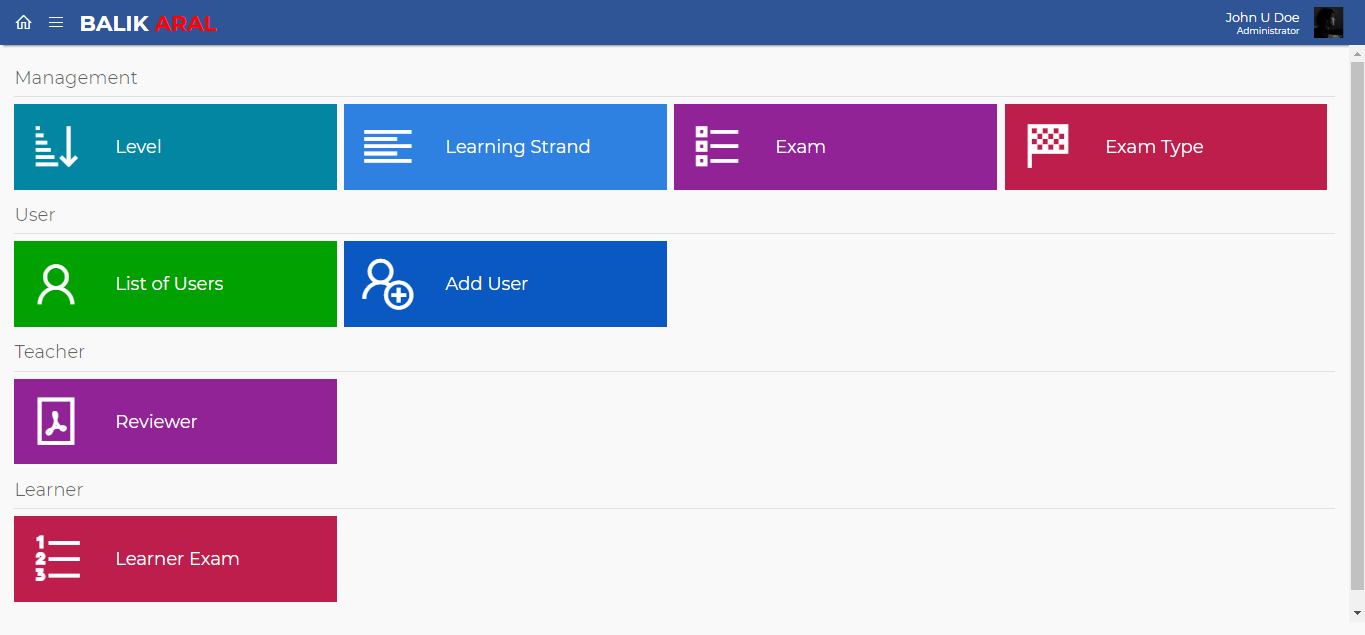 BALIK ARAL
John U Doe
Administrator
Management
Level
Learning Strand
Exam
Exam Type
User
List of Users
Add User
Teacher
Reviewer
Learner
1
2
3
Learner Exam